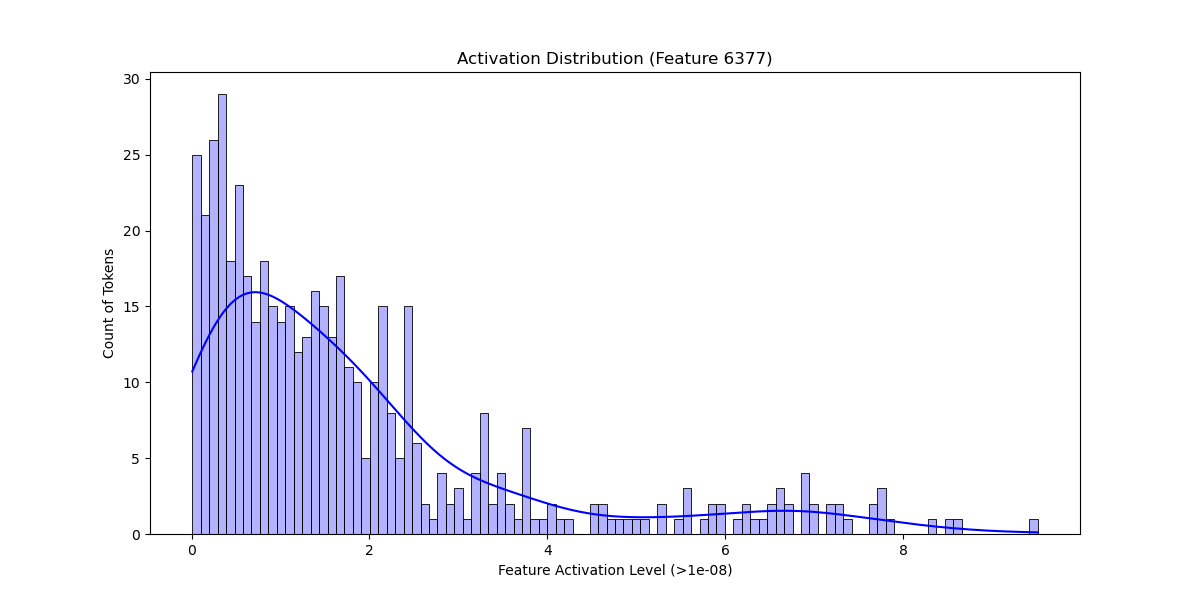 Activation Distribution (Feature 6377)
30
25
20
15
10
5
0
Count of Tokens
0 2 4 6 8
Feature Activation Level (>1e-08)